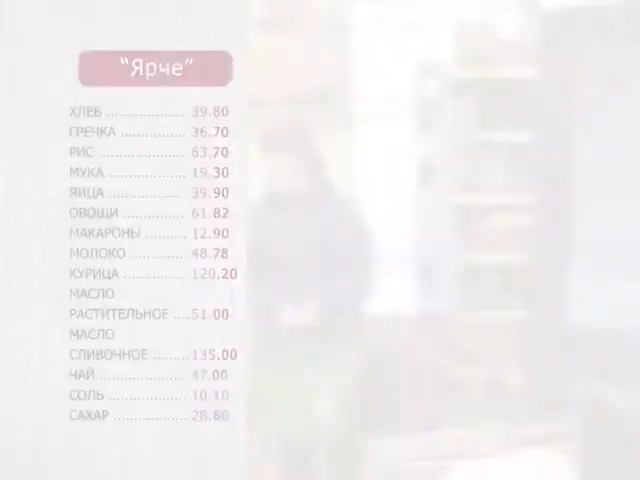 “Ярче”
ХЛЕБ ................ 39.80
ГРЕЧКА ............. 36.70
РИС ................... 63.70
МУКА ................. 19.30
ЯИЦА ................. 39.90
ОВОЩИ ............. 61.82
МАКАРОНЫ ......... 12.90
МОЛОКО ............ 48.78
КУРИЦА ............. 120.20
МАСЛО
РАСТИТЕЛЬНОЕ ....51.00
МАСЛО
СЛИВОЧНОЕ ........135.00
ЧАЙ ................... 47.00
СОЛЬ ................. 10.10
САХАР ................ 28.60